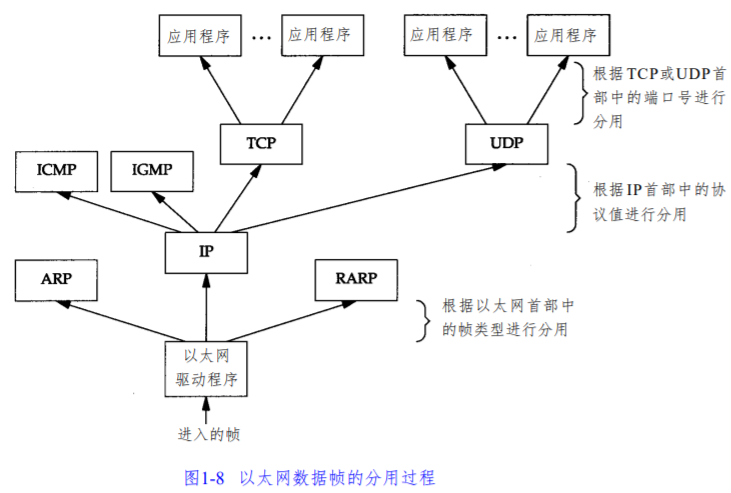 应用程序 … 应用程序 应用程序 … 应用程序
根据TCP或UDP首
部中的端口号进行
分用
TCP UDP
ICMP IGMP
根据IP首部中的协
议值进行分用
IP
ARP RARP
根据以太网首部中
的帧类型进行分用
以太网
驱动程序
进入的帧
图1-8 以太网数据帧的分用过程